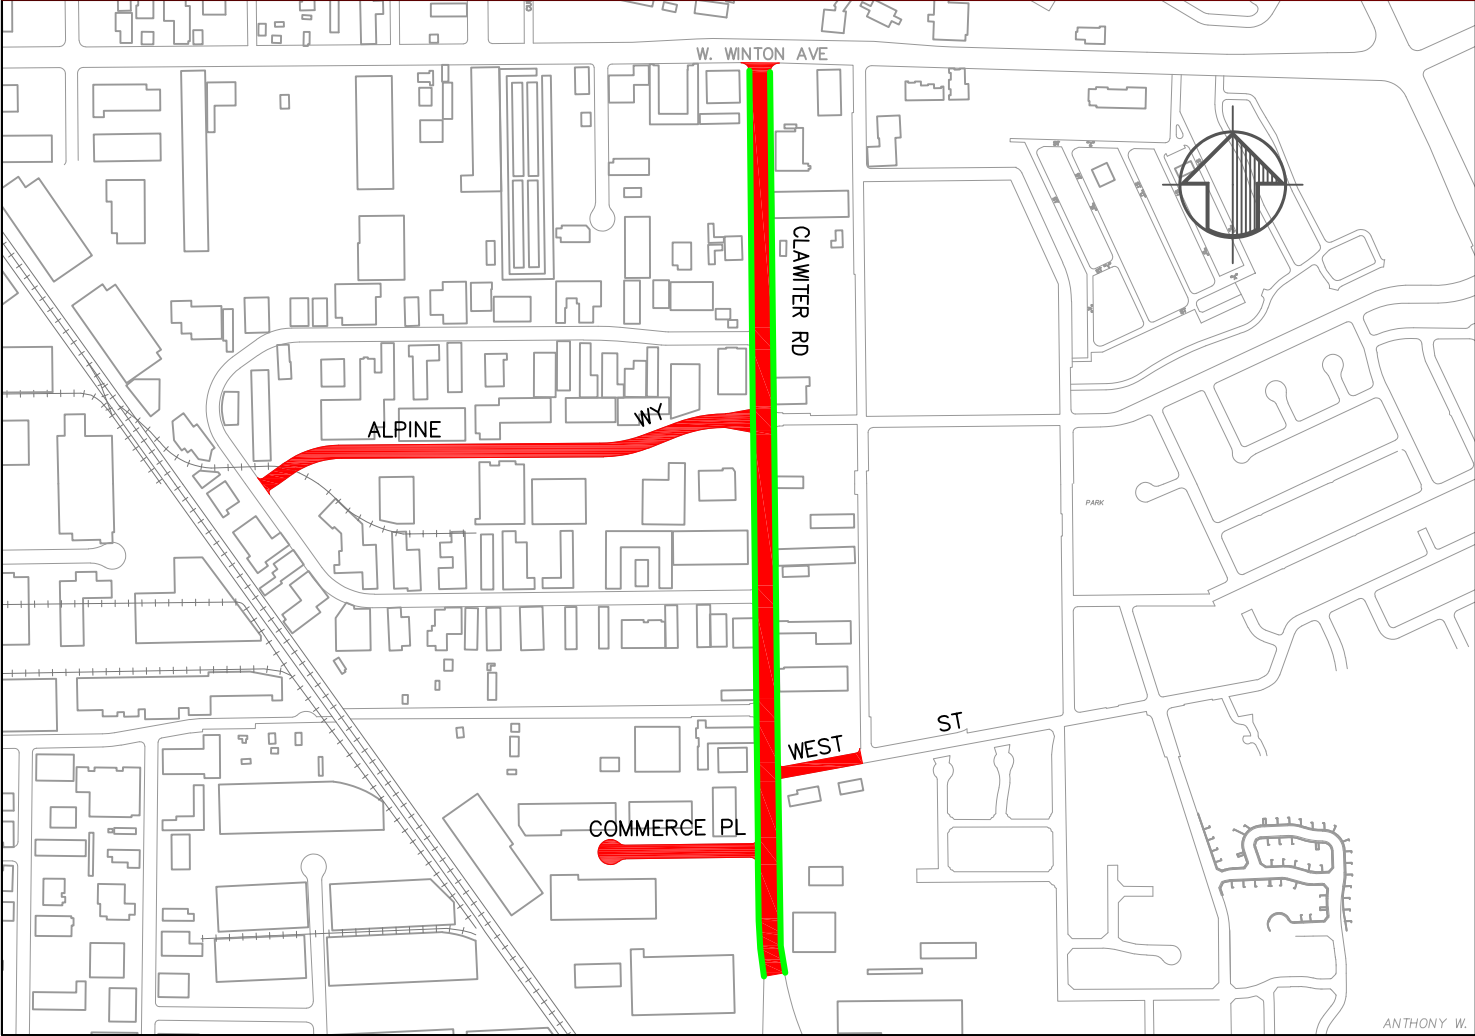 W. WINTON AVE
CLAWITER RD
ALPINE WY
PARK
WEST ST
COMMERCE PL
ANTHONY W.